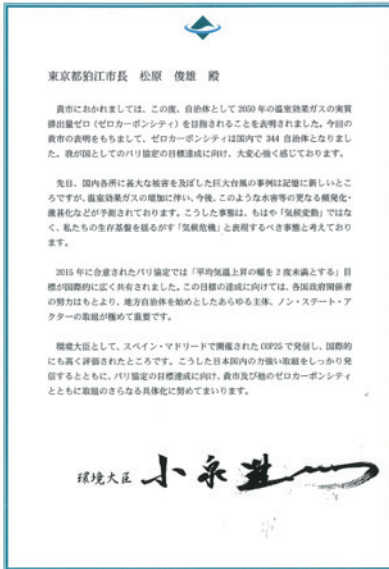 東京都狛江市長 松原 俊雄 殿
貴市におかれましては、この度、自治体として2050年の温室効果ガスの実質
排出量ゼロ（ゼロカーボンシティ）を目指されることを表明されました。今回の
貴市の表明をもちまして、ゼロカーボンシティは国内で344自治体となりまし
た。我が国としてのパリ協定の目標達成に向け、大変心強く感じております。
先日、国内各所に甚大な被害を及ぼした巨大台風の事例は記憶に新しいとこ
ろですが、温室効果ガスの増加に伴い、今後、このような水害等の更なる頻発化・
激甚化などが予測されております。こうした事態は、もはや「気候変動」ではな
く、私たちの生存基盤を揺るがす「気候危機」と表現するべき事態と考えており
ます。
2015年に合意されたパリ協定では「平均気温上昇の幅を2度未満とする」目
標が国際的に広く共有されました。この目標の達成に向けては、各国政府関係者
の努力はもとより、地方自治体を始めとしたあらゆる主体、ノン・ステート・ア
クターの取組が極めて重要です。
環境大臣として、スペイン・マドリードで開催されたCOP25で発信し、国際的
にも高く評価されたところです。こうした日本国内の力強い取組をしっかり発
信するとともに、パリ協定の目標達成に向け、貴市及び他のゼロカーボンシティ
とともに取組のさらなる具体化に努めてまいります。
環境大臣 小泉進